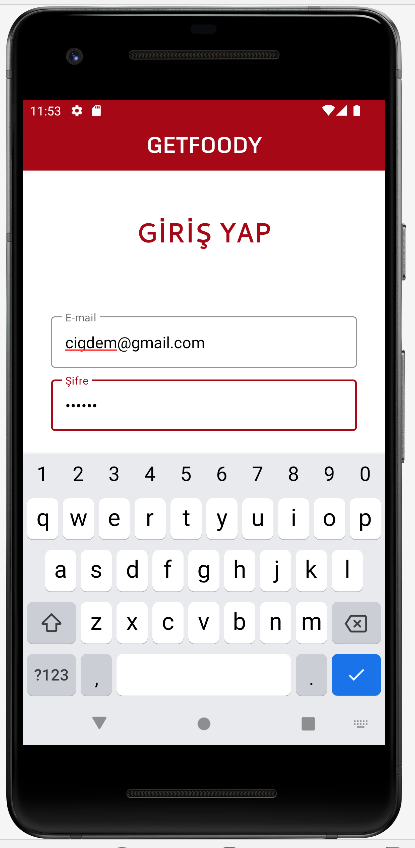 11:53
GETFOODY
GİRİŞ YAP
E-mail
cigdem@gmail.com
Şifre
••••••
1 2 3 4 5 6 7 8 9 0
q w e r t y u i o p
a s d f g h j k l
z x c v b n m
?123 , .